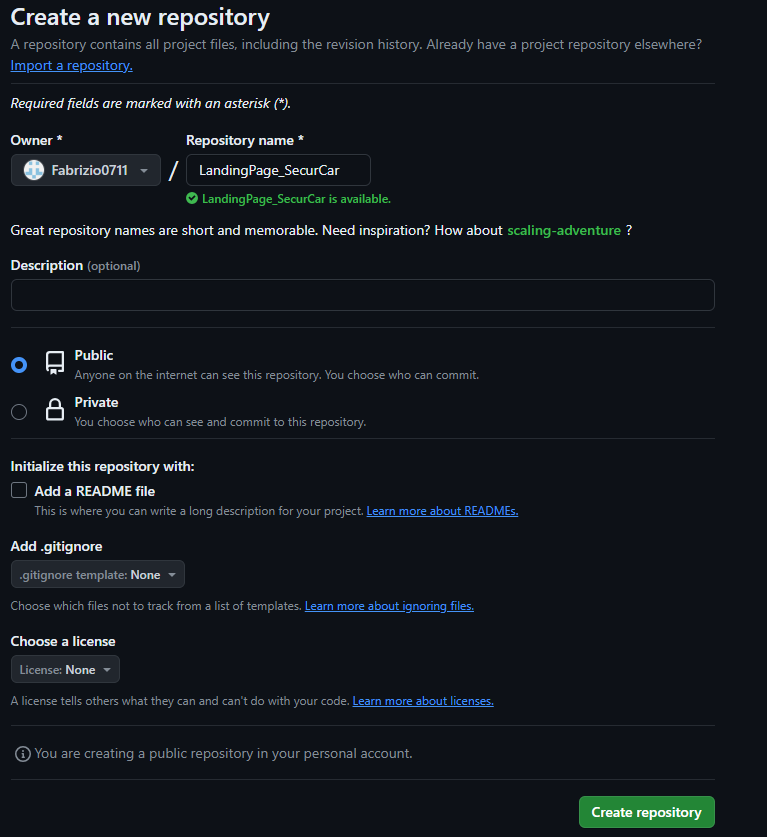 Create a new repository
A repository contains all project files, including the revision history. Already have a project repository elsewhere?
Import a repository.
Required fields are marked with an asterisk (*).
Owner * Repository name *
Fabrizio0711 / LandingPage_SecurCar
LandingPage_SecurCar is available.
Great repository names are short and memorable. Need inspiration? How about scaling-adventure ?
Description (optional)
Public
Anyone on the internet can see this repository. You choose who can commit.
Private
You choose who can see and commit to this repository.
Initialize this repository with:
Add a README file
This is where you can write a long description for your project. Learn more about READMEs.
Add .gitignore
.gitignore template: None
Choose which files not to track from a list of templates. Learn more about ignoring files.
Choose a license
License: None
A license tells others what they can and can't do with your code. Learn more about licenses.
You are creating a public repository in your personal account.
Create repository